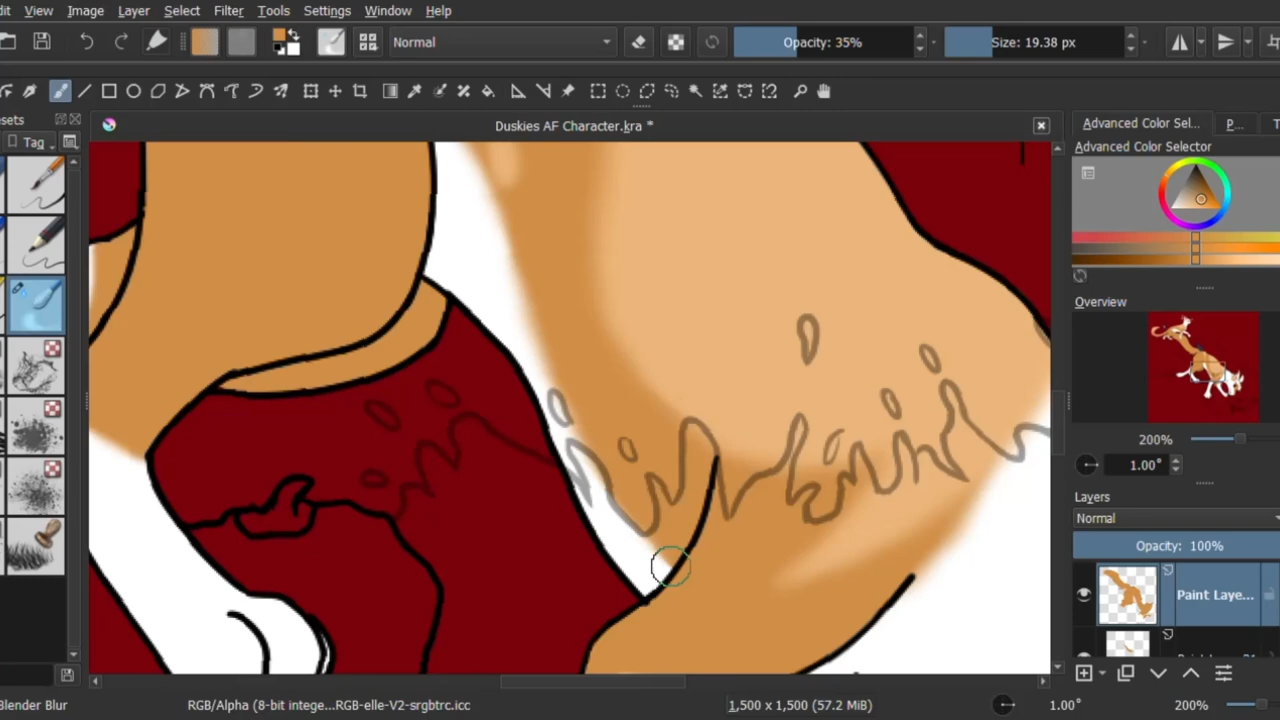 dit View Image Layer Select Filter Tools Settings Window Help
Normal Opacity: 35% Size: 19.38 px
esets
Duskies AF Character.kra *
Advanced Color Sel... P... T
Tag
Advanced Color Selector
Overview
200%
1.00°
Layers
Normal
Opacity: 100%
Paint Laye...
Blender Blur RGB/Alpha (8-bit intege...RGB-elle-V2-srgbtrc.icc 1,500 x 1,500 (57.2 MiB) 1.00° 200%